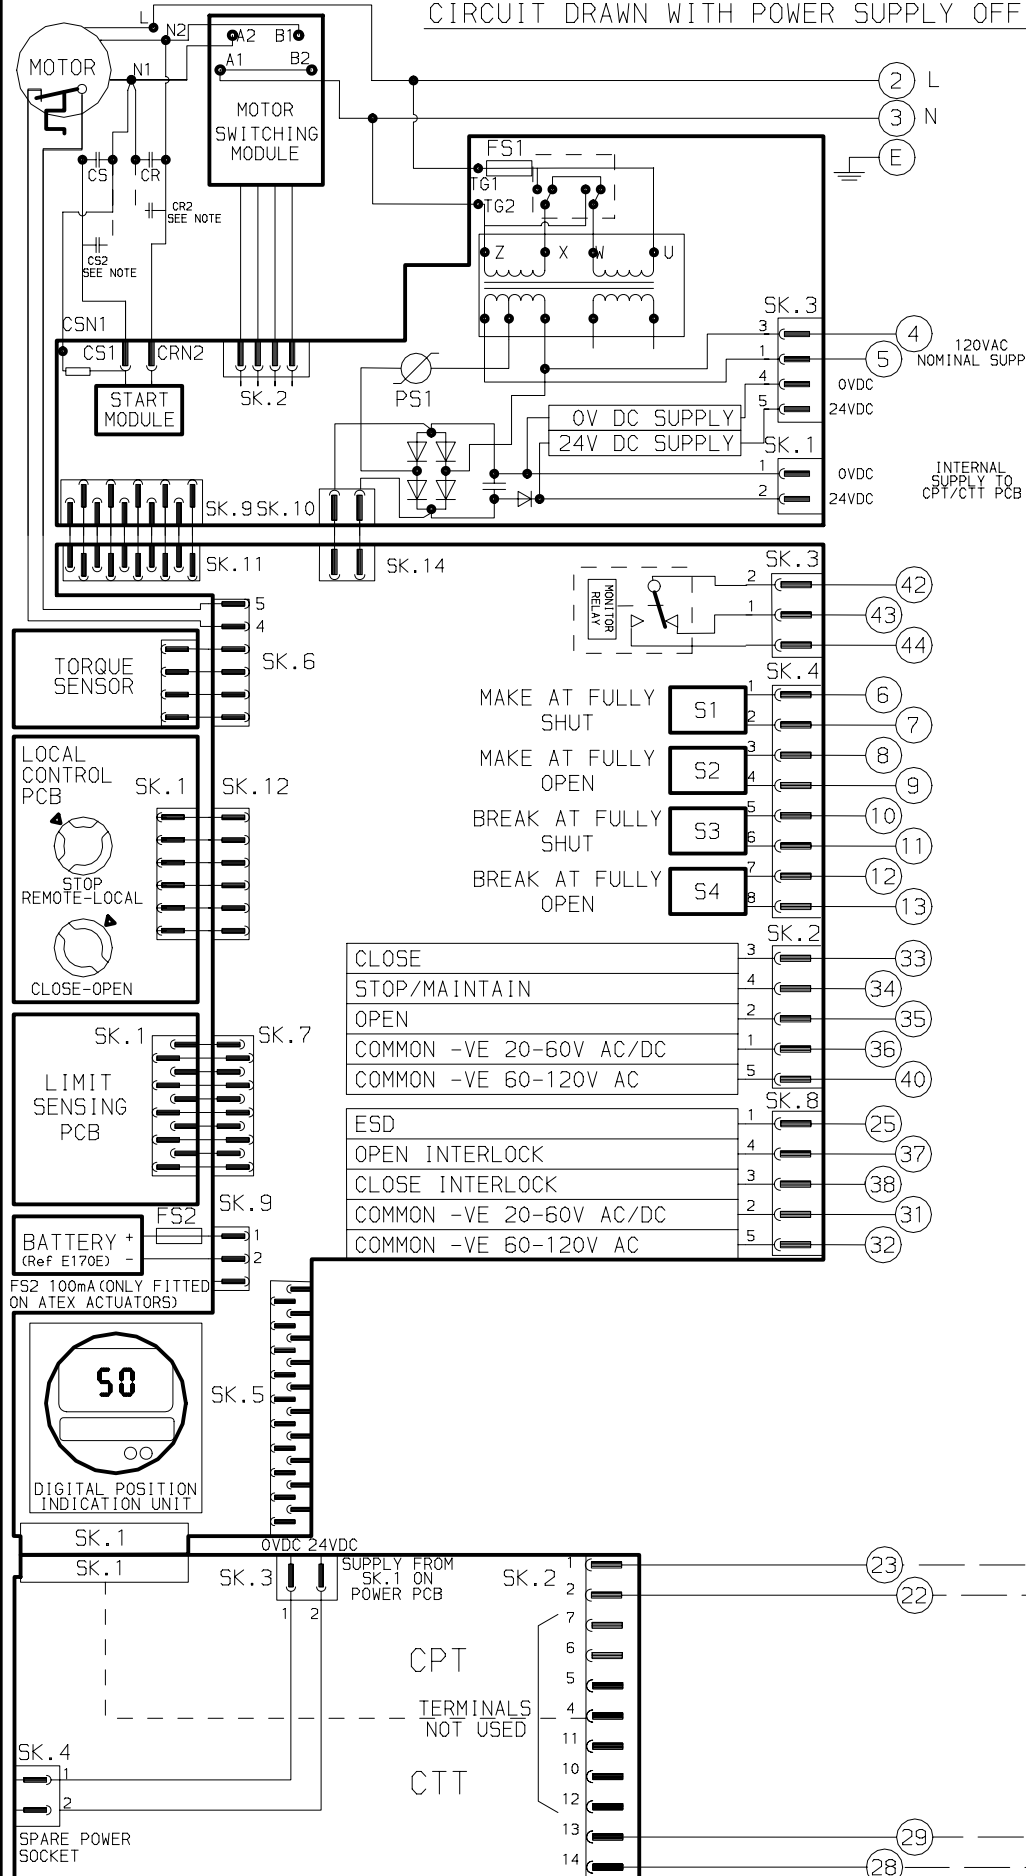 CIRCUIT DRAWN WITH POWER SUPPLY OFF
L
N2
A2 B1
MOTOR
N1
A1 B2
2 L
MOTOR
SWITCHING
MODULE
3 N
FS1
E
CS CR
TG1
CR2
SEE NOTE
TG2
CS2
SEE NOTE
Z X W U
SK.3
CSN1
3 4
120VAC
NOMINAL SUPP
CS1 CRN2
1 5
PS1
4 0VDC
START
MODULE
SK.2
5 24VDC
0V DC SUPPLY
24V DC SUPPLY
SK.1
1 0VDC
INTERNAL
SUPPLY TO
CPT/CTT PCB
2 24VDC
SK.9 SK.10
SK.11 SK.14
SK.3
MONITOR
RELAY
2 42
1 43
44
5
4
SK.6
TORQUE
SENSOR
SK.4
MAKE AT FULLY
SHUT
S1
1 6
2 7
MAKE AT FULLY
OPEN
S2
3 8
4 9
BREAK AT FULLY
SHUT
S3
5 10
6 11
BREAK AT FULLY
OPEN
S4
7 12
8 13
LOCAL
CONTROL
PCB
SK.1 SK.12
STOP
REMOTE-LOCAL
CLOSE-OPEN
SK.2
CLOSE 3 33
STOP/MAINTAIN 4 34
OPEN 2 35
COMMON -VE 20-60V AC/DC 1 36
COMMON -VE 60-120V AC 5 40
SK.1 SK.7
LIMIT
SENSING
PCB
SK.8
ESD 1 25
OPEN INTERLOCK 4 37
CLOSE INTERLOCK 3 38
COMMON -VE 20-60V AC/DC 2 31
COMMON -VE 60-120V AC 5 32
SK.9
FS2
1
BATTERY +
(Ref E170E) -
2
FS2 100mA(ONLY FITTED
ON ATEX ACTUATORS)
50
SK.5
DIGITAL POSITION
INDICATION UNIT
SK.1
SK.1
0VDC 24VDC
SK.3
SUPPLY FROM
SK.1 ON
POWER PCB
1 2
SK.2
1 23
2 22
7
6
5
4
11
10
12
13 29
14 28
CPT
TERMINALS
NOT USED
CTT
SK.4
1
2
SPARE POWER
SOCKET